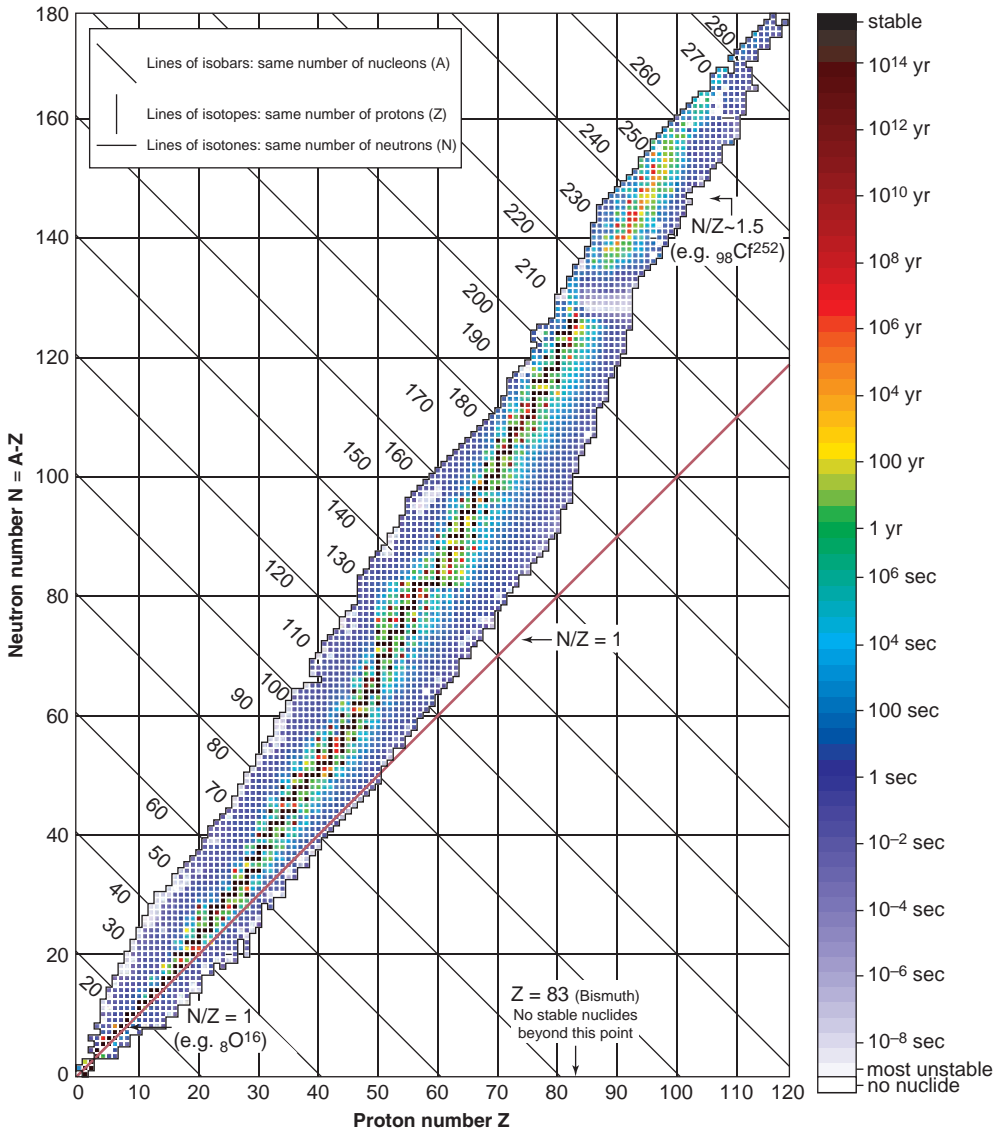 180
160
140
120
100
80
60
40
20
0
Neutron number N = A-Z
Lines of isobars: same number of nucleons (A)
Lines of isotopes: same number of protons (Z)
Lines of isotones: same number of neutrons (N)
280
270
260
250
240
230
220
210
200
190
180
170
160
150
140
130
120
110
100
90
80
70
60
50
40
30
20
N/Z~1.5
(e.g. ₉₈Cf²⁵²)
N/Z = 1
N/Z = 1
(e.g. ₈O¹⁶)
Z = 83 (Bismuth)
No stable nuclides
beyond this point
0 10 20 30 40 50 60 70 80 90 100 110 120
Proton number Z
stable
10¹⁴ yr
10¹² yr
10¹⁰ yr
10⁸ yr
10⁶ yr
10⁴ yr
100 yr
1 yr
10⁶ sec
10⁴ sec
100 sec
1 sec
10⁻² sec
10⁻⁴ sec
10⁻⁶ sec
10⁻⁸ sec
most unstable
no nuclide